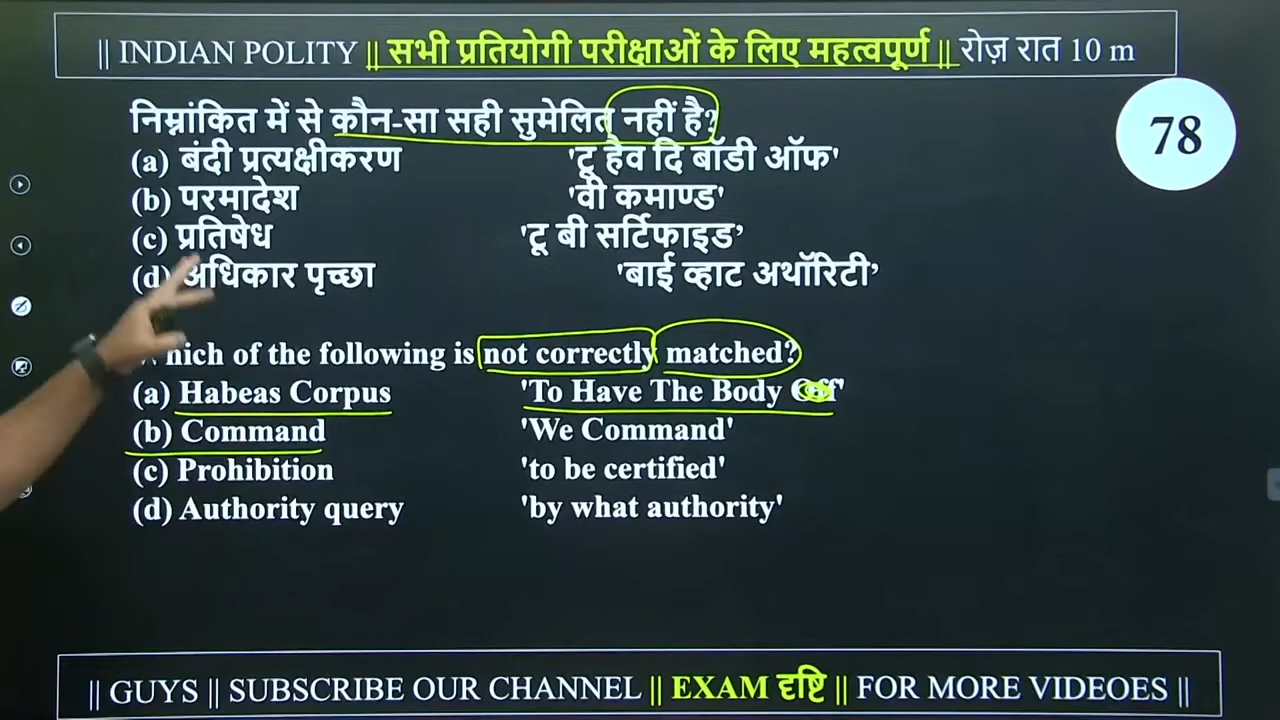 || INDIAN POLITY || सभी प्रतियोगी परीक्षाओं के लिए महत्वपूर्ण || रोज़ रात 10 m
78
निम्नांकित में से कौन-सा सही सुमेलित नहीं है?
(a) बंदी प्रत्यक्षीकरण 'टू हैव दि बॉडी ऑफ'
(b) परमादेश 'वी कमाण्ड'
(c) प्रतिषेध 'टू बी सर्टिफाइड’
(d) अधिकार पृच्छा 'बाई व्हाट अथॉरिटी’
hich of the following is not correctly matched?
(a) Habeas Corpus 'To Have The Body
(b) Command 'We Command'
(c) Prohibition 'to be certified'
(d) Authority query 'by what authority'
|| GUYS || SUBSCRIBE OUR CHANNEL || EXAM दृष्टि || FOR MORE VIDEOES ||